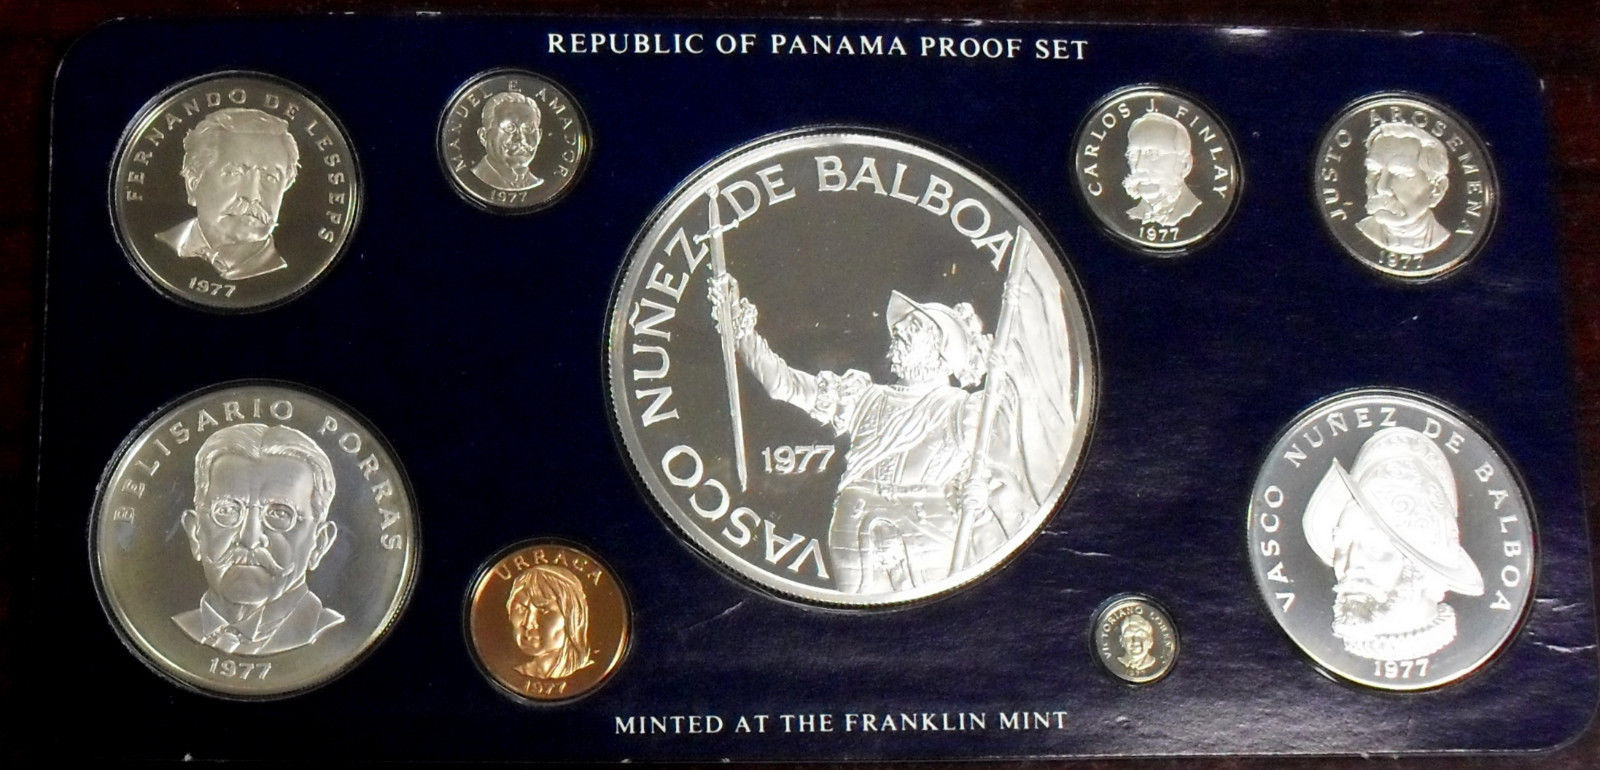 REPUBLIC OF PANAMA PROOF SET
FERNANDO DE LESSEPS
1977
MANUEL E. AMADOR
1977
VASCO NUÑEZ DE BALBOA
1977
CARLOS J. FINLAY
1977
JUSTO AROSEMENA
1977
BELISARIO PORRAS
1977
URRACA
1977
VICTORIANO LORENZO
VASCO NUÑEZ DE BALBOA
1977
MINTED AT THE FRANKLIN MINT